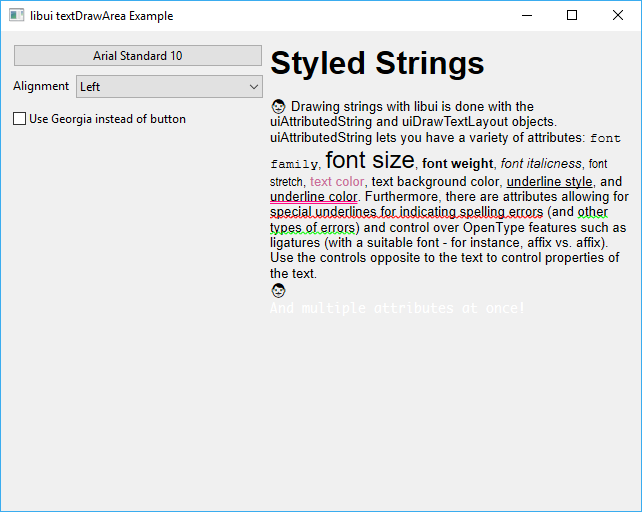 libui textDrawArea Example
Arial Standard 10
Alignment Left
Use Georgia instead of button
Styled Strings
Drawing strings with libui is done with the
uiAttributedString and uiDrawTextLayout objects.
uiAttributedString lets you have a variety of attributes: font
family, font size, font weight, font italicness, font
stretch, text color, text background color, underline style, and
underline color. Furthermore, there are attributes allowing for
special underlines for indicating spelling errors (and other
types of errors) and control over OpenType features such as
ligatures (with a suitable font - for instance, affix vs. affix).
Use the controls opposite to the text to control properties of
the text.
And multiple attributes at once!